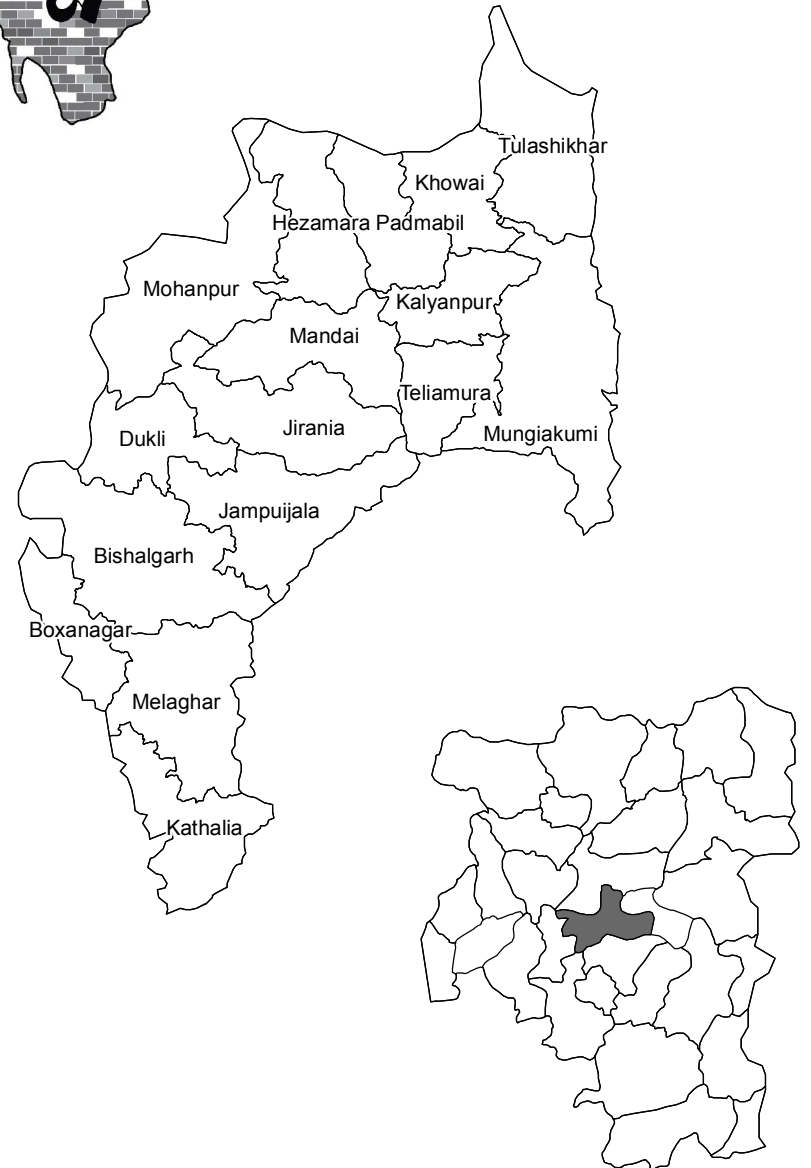 Tulashikhar
Khowai
Hezamara Padmabil
Mohanpur
Kalyanpur
Mandai
Teliamura
Jirania
Dukli
Mungiakumi
Jampuijala
Bishalgarh
Boxanagar
Melaghar
Kathalia